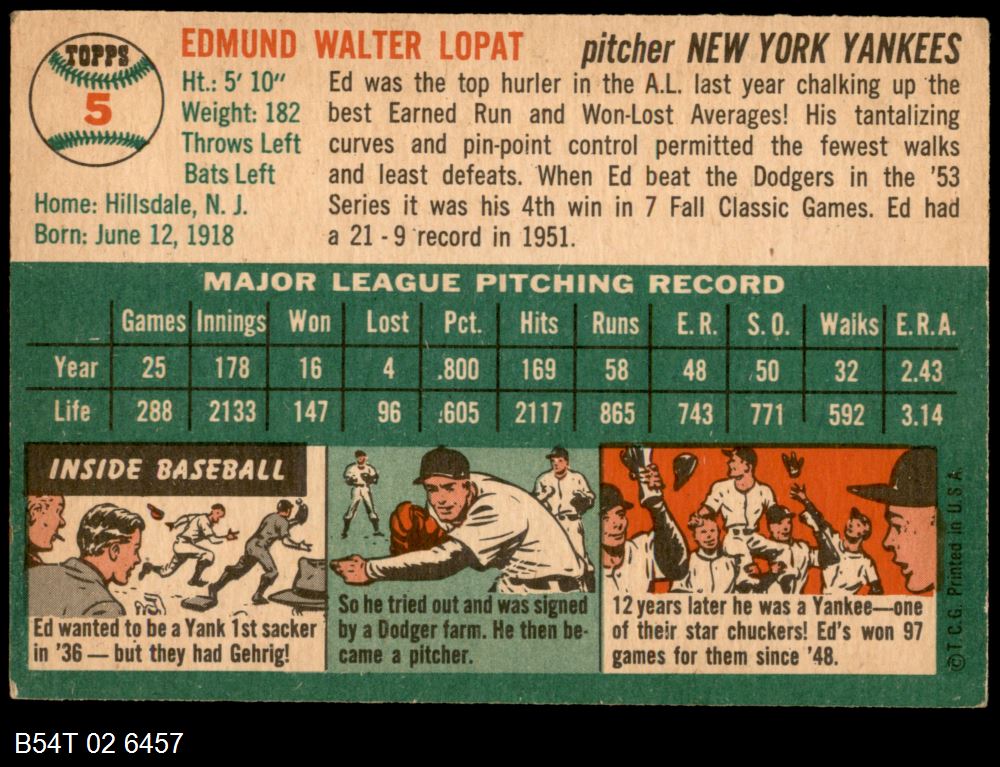 TOPPS
5
EDMUND WALTER LOPAT
pitcher NEW YORK YANKEES
Ht.: 5' 10"
Weight: 182
Throws Left
Bats Left
Home: Hillsdale, N. J.
Born: June 12, 1918
Ed was the top hurler in the A.L. last year chalking up the
best Earned Run and Won-Lost Averages! His tantalizing
curves and pin-point control permitted the fewest walks
and least defeats. When Ed beat the Dodgers in the '53
Series it was his 4th win in 7 Fall Classic Games. Ed had
a 21 - 9 record in 1951.
MAJOR LEAGUE PITCHING RECORD
Games Innings Won Lost Pct. Hits Runs E.R. S.O. Walks E.R.A.
Year 25 178 16 4 .800 169 58 48 50 32 2.43
Life 288 2133 147 96 .605 2117 865 743 771 592 3.14
INSIDE BASEBALL
Ed wanted to be a Yank 1st sacker
in '36 — but they had Gehrig!
So he tried out and was signed
by a Dodger farm. He then be-
came a pitcher.
12 years later he was a Yankee—one
of their star chuckers! Ed's won 97
games for them since '48.
© T. C. G. Printed in U.S.A.
B54T 02 6457